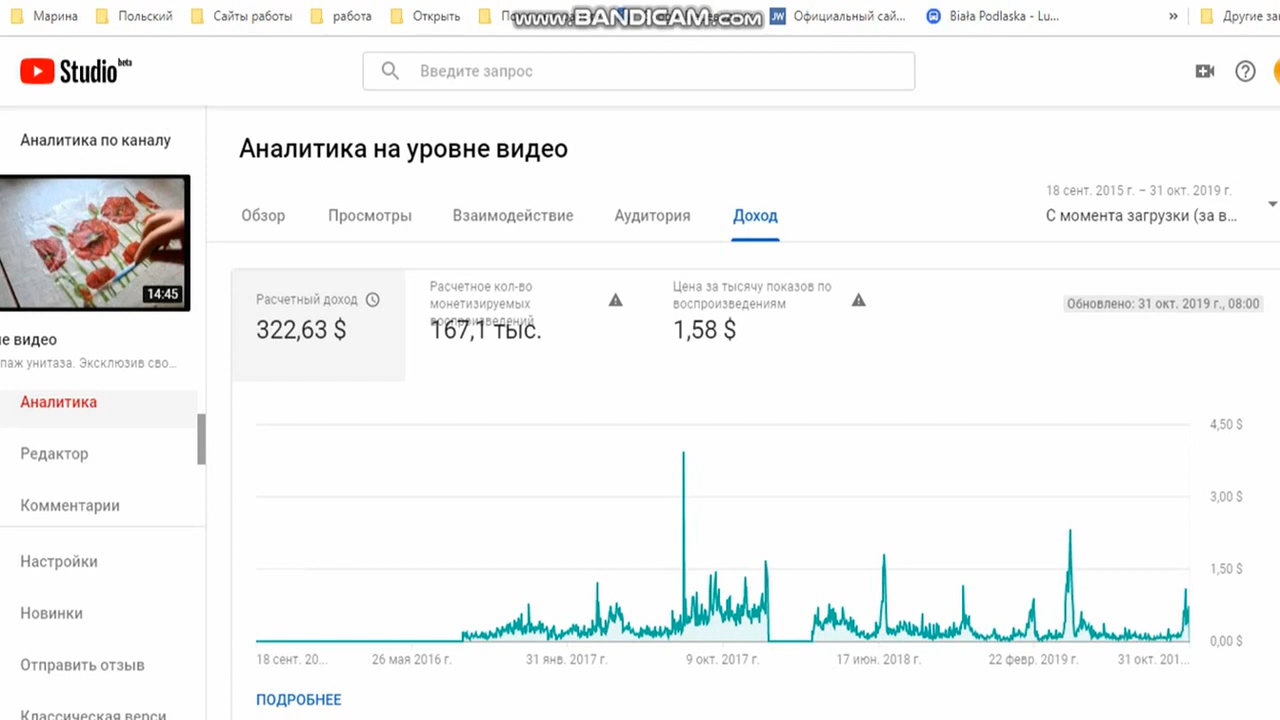 Марина Польский Сайты работы работа Открыть www.BANDICAM.com Официальный сай... Biała Podlaska - Lu... » Другие за
Studio beta
Введите запрос
Аналитика по каналу
Аналитика на уровне видео
18 сент. 2015 г. – 31 окт. 2019 г.
С момента загрузки (за в...
Обзор Просмотры Взаимодействие Аудитория Доход
14:45
Расчетный доход
322,63 $
Расчетное кол-во
монетизируемых
воспроизведений
167,1 тыс.
Цена за тысячу показов по
воспроизведениям
1,58 $
Обновлено: 31 окт. 2019 г., 08:00
е видео
паж унитаза. Эксклюзив сво...
Аналитика
Редактор
Комментарии
Настройки
Новинки
Отправить отзыв
Классическая верси
4,50 $
3,00 $
1,50 $
0,00 $
18 сент. 20... 26 мая 2016 г. 31 янв. 2017 г. 9 окт. 2017 г. 17 июн. 2018 г. 22 февр. 2019 г. 31 окт. 201...
ПОДРОБНЕЕ